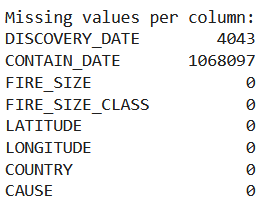 Missing values per column:
DISCOVERY_DATE 4043
CONTAIN_DATE 1068097
FIRE_SIZE 0
FIRE_SIZE_CLASS 0
LATITUDE 0
LONGITUDE 0
COUNTRY 0
CAUSE 0